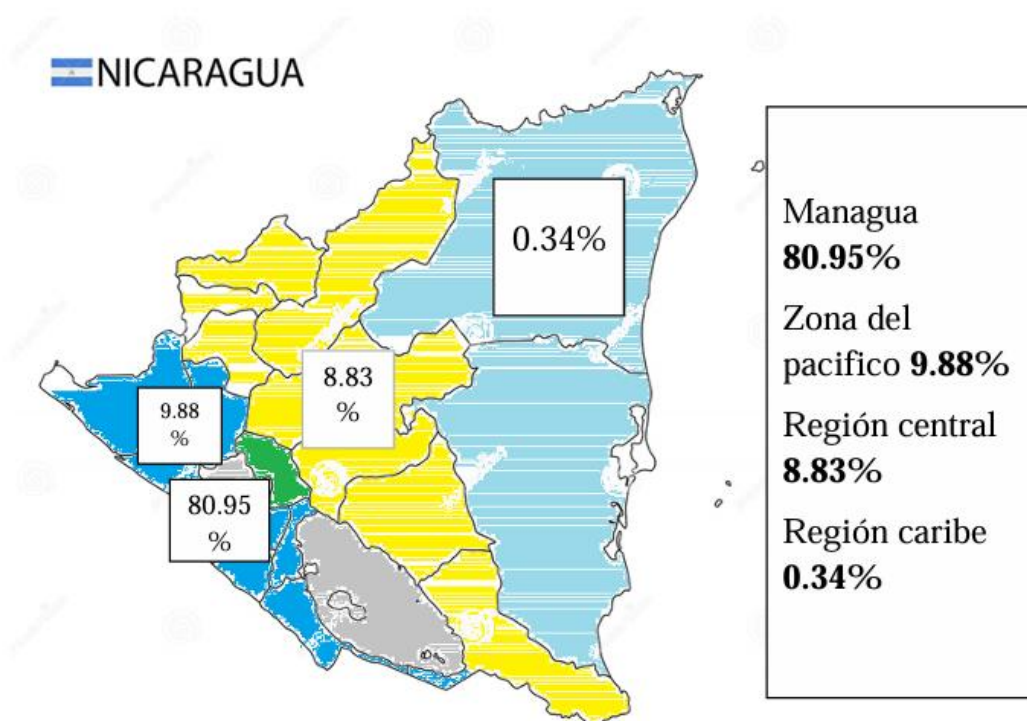 NICARAGUA
0.34%
8.83
%
9.88
%
80.95
%
Managua
80.95%
Zona del
pacifico 9.88%
Región central
8.83%
Región caribe
0.34%